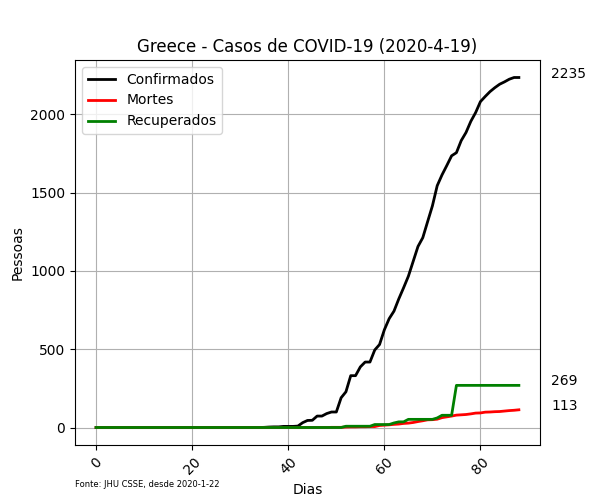 Greece - Casos de COVID-19 (2020-4-19)
Confirmados
Mortes
Recuperados
2235
269
113
2000
1500
1000
500
0
Pessoas
0
20
40
60
80
Dias
Fonte: JHU CSSE, desde 2020-1-22